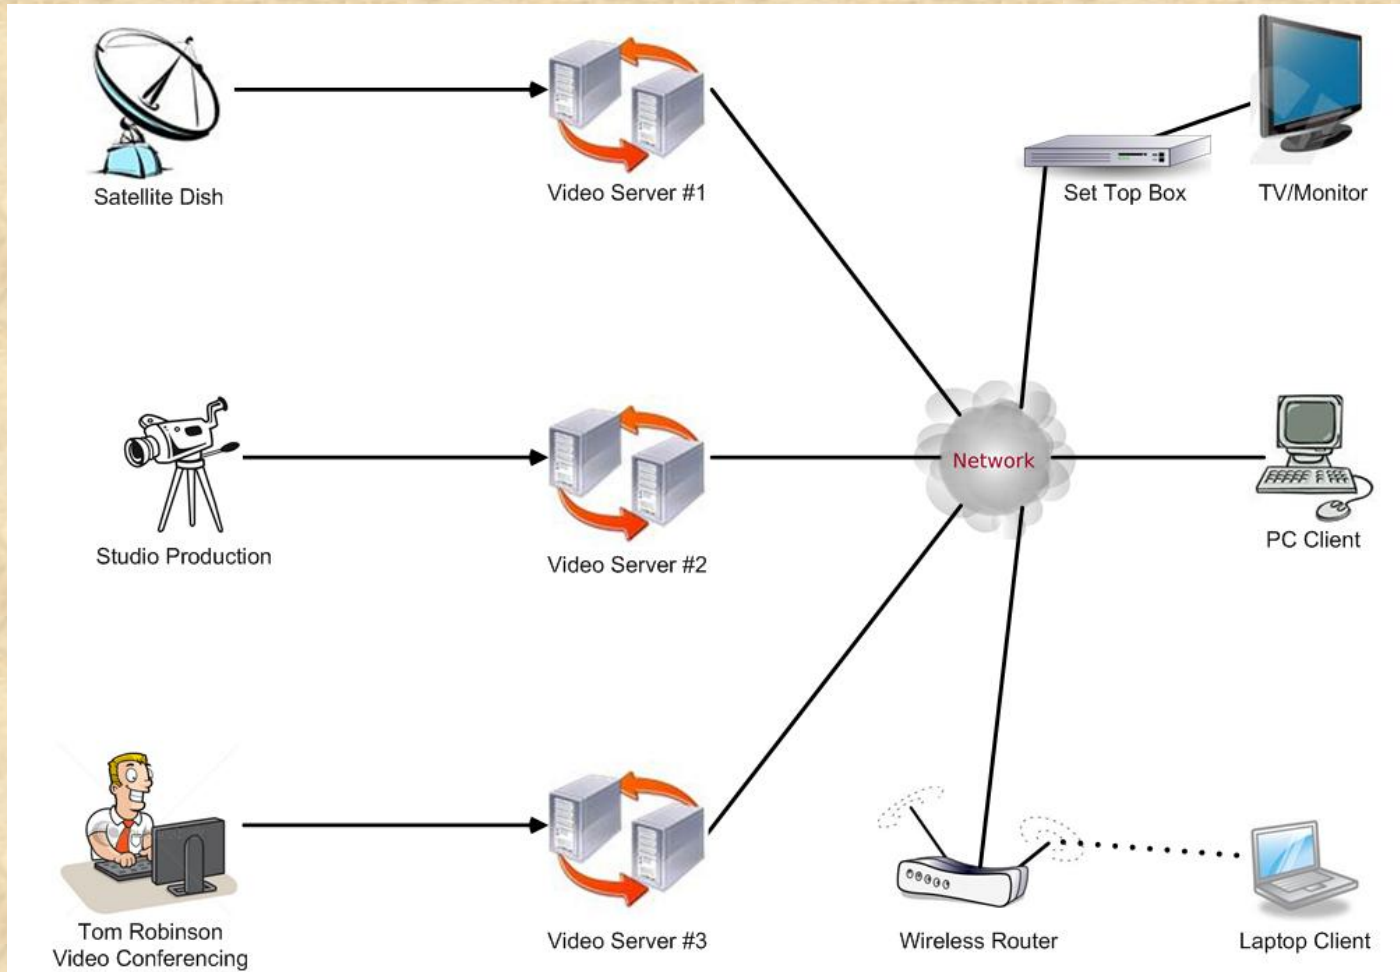 Satellite Dish
Video Server #1
Set Top Box
TV/Monitor
Network
Studio Production
Video Server #2
PC Client
Tom Robinson
Video Conferencing
Video Server #3
Wireless Router
Laptop Client